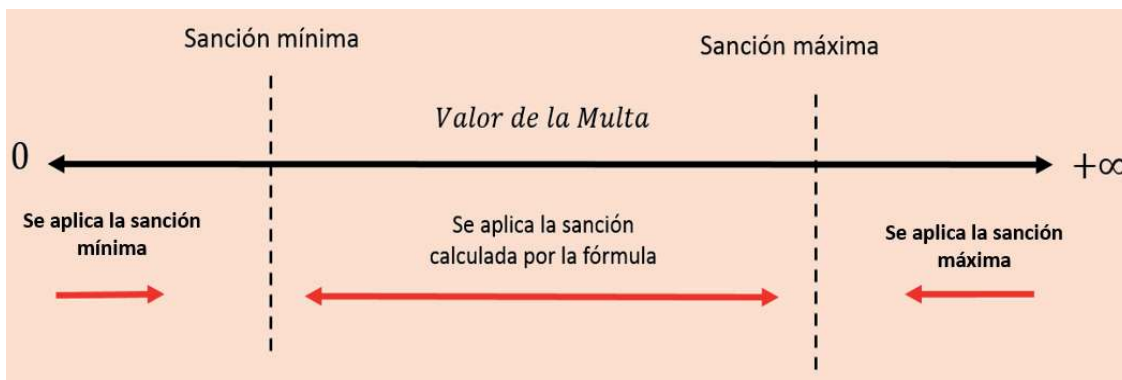 Sanción mínima
Sanción máxima
Valor de la Multa
0
+∞
Se aplica la sanción
mínima
Se aplica la sanción
calculada por la fórmula
Se aplica la sanción
máxima